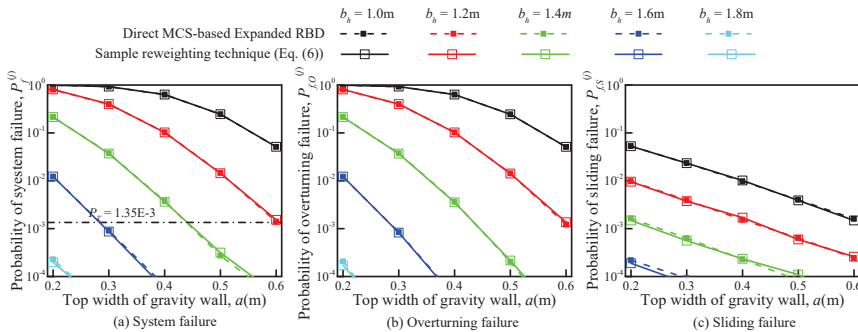 b_h = 1.0m b_h = 1.2m b_h = 1.4m b_h = 1.6m b_h = 1.8m
Direct MCS-based Expanded RBD
Sample reweighting technique (Eq. (6))
Probability of syestem failure, P_f^(j)
10^0
10^-1
10^-2
10^-3
10^-4
P_T = 1.35E-3
0.2 0.3 0.4 0.5 0.6
Top width of gravity wall, a(m)
(a) System failure
Probability of overturning failure, P_f,O^(j)
10^0
10^-1
10^-2
10^-3
10^-4
0.2 0.3 0.4 0.5 0.6
Top width of gravity wall, a(m)
(b) Overturning failure
Probability of sliding failure, P_f,S^(j)
10^0
10^-1
10^-2
10^-3
10^-4
0.2 0.3 0.4 0.5 0.6
Top width of gravity wall, a(m)
(c) Sliding failure